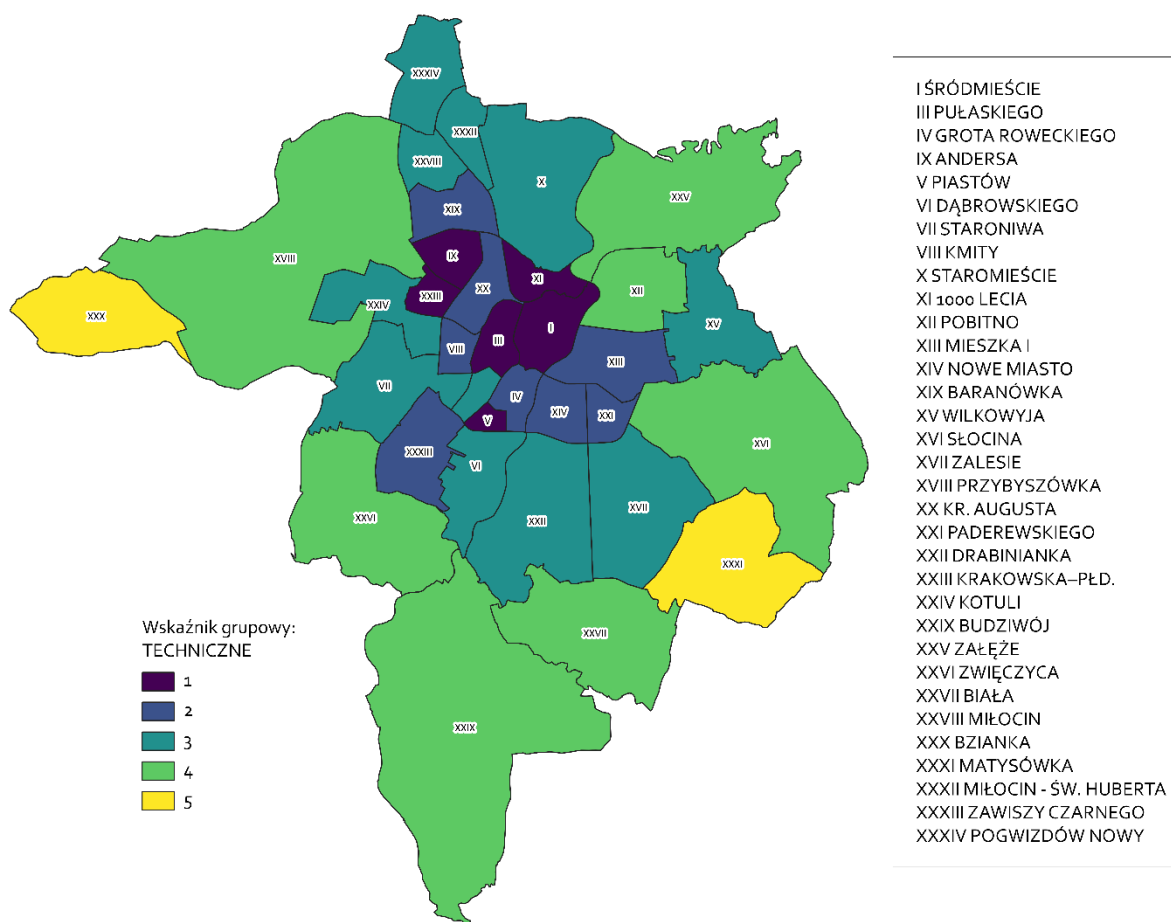 XXXIV
XXXII
XXVIII
X
XXV
XIX
IX
XVIII
XI
XX
XII
XXIII
XXIV
XXX
I
XV
III
VIII
XIII
VII
IV
XIV
XXI
V
XXXIII
XVI
VI
XXVI
XXII
XVII
XXXI
XXVII
XXIX
Wskaźnik grupowy:
TECHNICZNE
1
2
3
4
5
I ŚRÓDMIEŚCIE
III PUŁASKIEGO
IV GROTA ROWECKIEGO
IX ANDERSA
V PIASTÓW
VI DĄBROWSKIEGO
VII STARONIWA
VIII KMITY
X STAROMIEŚCIE
XI 1000 LECIA
XII POBITNO
XIII MIESZKA I
XIV NOWE MIASTO
XIX BARANÓWKA
XV WILKOWYJA
XVI SŁOCINA
XVII ZALESIE
XVIII PRZYBYSZÓWKA
XX KR. AUGUSTA
XXI PADEREWSKIEGO
XXII DRABINIANKA
XXIII KRAKOWSKA–PŁD.
XXIV KOTULI
XXIX BUDZIWÓJ
XXV ZAŁĘŻE
XXVI ZWIĘCZYCA
XXVII BIAŁA
XXVIII MIŁOCIN
XXX BZIANKA
XXXI MATYSÓWKA
XXXII MIŁOCIN - ŚW. HUBERTA
XXXIII ZAWISZY CZARNEGO
XXXIV POGWIZDÓW NOWY